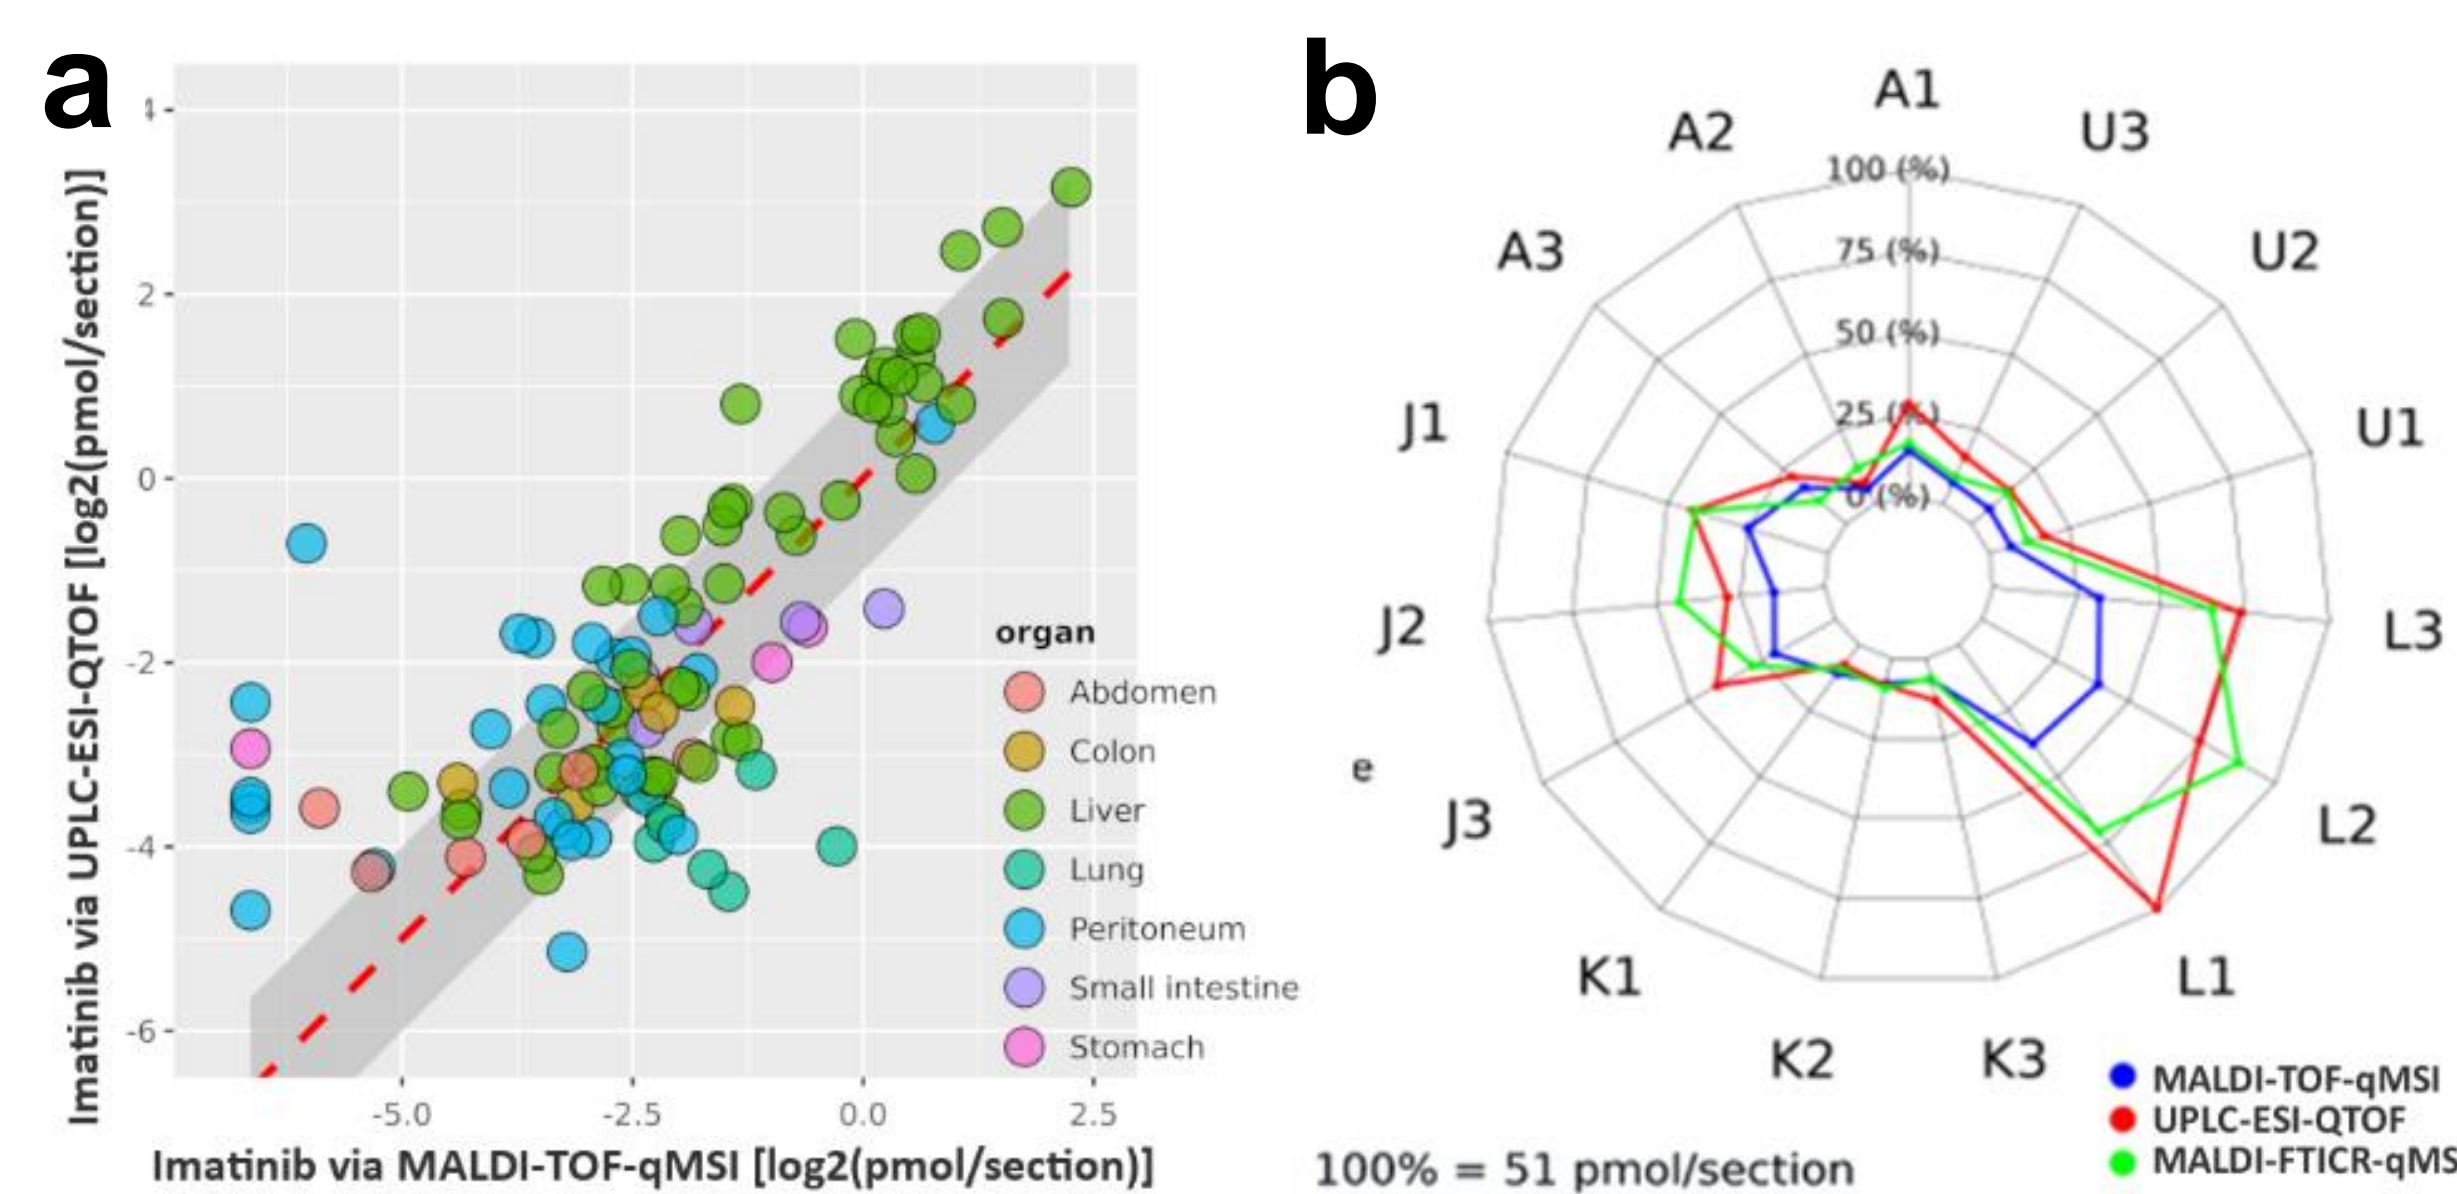 a
b
Imatinib via UPLC-ESI-QTOF [log2(pmol/section)]
4
2
0
-2
-4
-6
-5.0
-2.5
0.0
2.5
Imatinib via MALDI-TOF-qMSI [log2(pmol/section)]
organ
Abdomen
Colon
Liver
Lung
Peritoneum
Small intestine
Stomach
A1
U3
U2
U1
L3
L2
L1
K3
K2
K1
J3
J2
J1
A3
A2
100 (%)
75 (%)
50 (%)
25 (%)
0 (%)
e
MALDI-TOF-qMSI
UPLC-ESI-QTOF
MALDI-FTICR-qMS
100% = 51 pmol/section